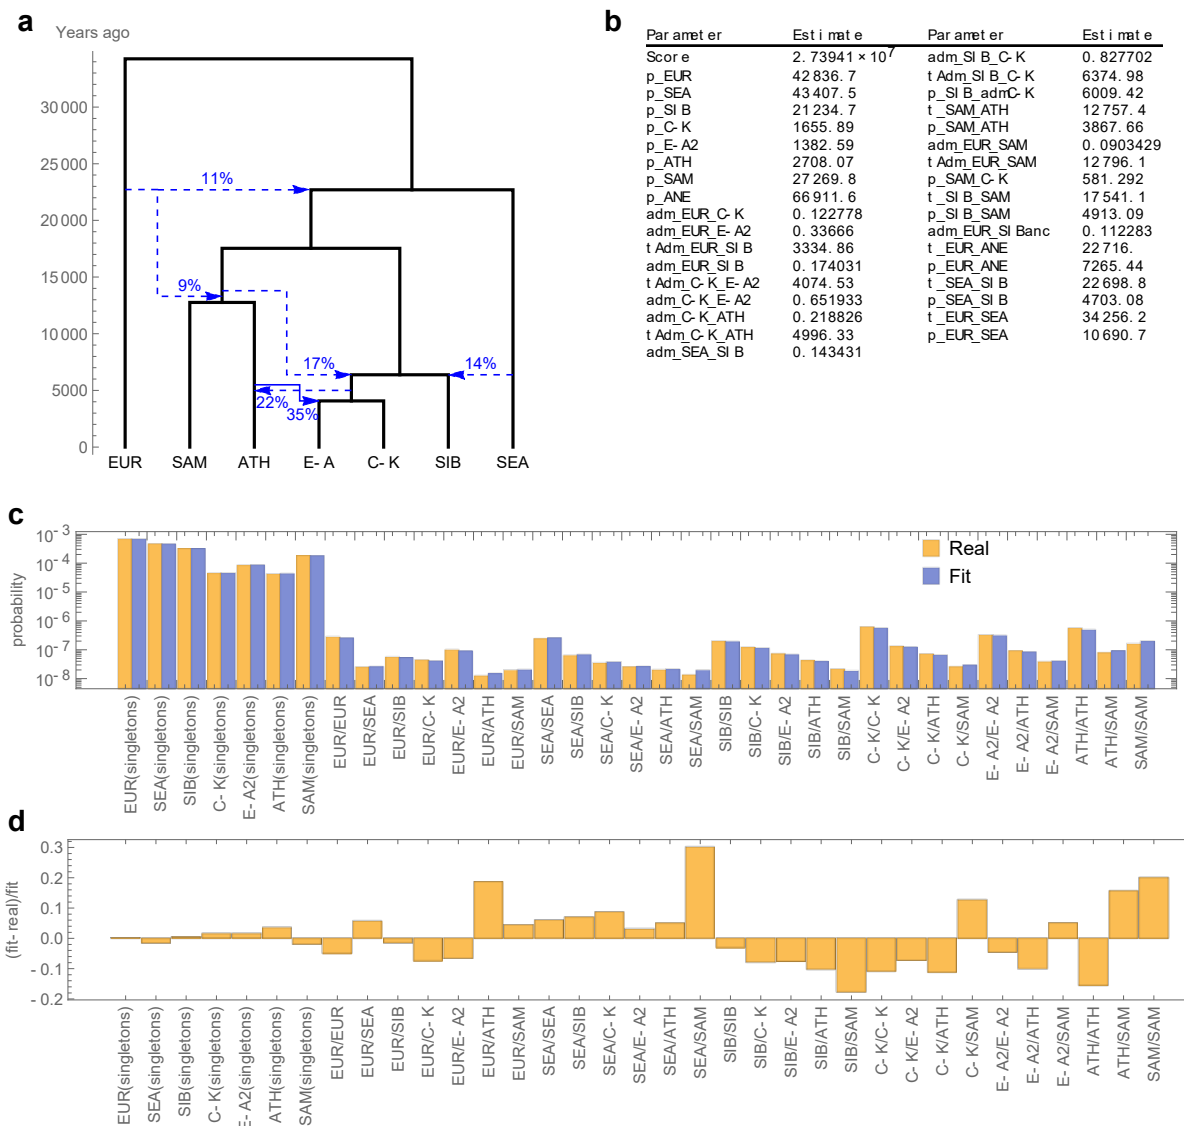 a
Years ago
30000
25000
20000
15000
10000
5000
0
11%
9%
17%
14%
22%
35%
EUR SAM ATH E-A C-K SIB SEA
b
Parameter Estimate Parameter Estimate
Score 2.73941×10^7 adm_SIB_C-K 0.827702
p_EUR 42836.7 tAdm_SIB_C-K 6374.98
p_SEA 43407.5 p_SIB_admC-K 6009.42
p_SIB 21234.7 t_SAM_ATH 12757.4
p_C-K 1655.89 p_SAM_ATH 3867.66
p_E-A2 1382.59 adm_EUR_SAM 0.0903429
p_ATH 2708.07 tAdm_EUR_SAM 12796.1
p_SAM 27269.8 p_SAM_C-K 581.292
p_ANE 66911.6 t_SIB_SAM 17541.1
adm_EUR_C-K 0.122778 p_SIB_SAM 4913.09
adm_EUR_E-A2 0.33666 adm_EUR_SIBanc 0.112283
tAdm_EUR_SIB 3334.86 t_EUR_ANE 22716.
adm_EUR_SIB 0.174031 p_EUR_ANE 7265.44
tAdm_C-K_E-A2 4074.53 t_SEA_SIB 22698.8
adm_C-K_E-A2 0.651933 p_SEA_SIB 4703.08
adm_C-K_ATH 0.218826 t_EUR_SEA 34256.2
tAdm_C-K_ATH 4996.33 p_EUR_SEA 10690.7
adm_SEA_SIB 0.143431
c
probability
10^-3
10^-4
10^-5
10^-6
10^-7
10^-8
Real
Fit
EUR(singletons)
SEA(singletons)
SIB(singletons)
C-K(singletons)
E-A2(singletons)
ATH(singletons)
SAM(singletons)
EUR/EUR
EUR/SEA
EUR/SIB
EUR/C-K
EUR/E-A2
EUR/ATH
EUR/SAM
SEA/SEA
SEA/SIB
SEA/C-K
SEA/E-A2
SEA/ATH
SEA/SAM
SIB/SIB
SIB/C-K
SIB/E-A2
SIB/ATH
SIB/SAM
C-K/C-K
C-K/E-A2
C-K/ATH
C-K/SAM
E-A2/E-A2
E-A2/ATH
E-A2/SAM
ATH/ATH
ATH/SAM
SAM/SAM
d
(fit-real)/fit
0.3
0.2
0.1
0.0
-0.1
-0.2
EUR(singletons)
SEA(singletons)
SIB(singletons)
C-K(singletons)
E-A2(singletons)
ATH(singletons)
SAM(singletons)
EUR/EUR
EUR/SEA
EUR/SIB
EUR/C-K
EUR/E-A2
EUR/ATH
EUR/SAM
SEA/SEA
SEA/SIB
SEA/C-K
SEA/E-A2
SEA/ATH
SEA/SAM
SIB/SIB
SIB/C-K
SIB/E-A2
SIB/ATH
SIB/SAM
C-K/C-K
C-K/E-A2
C-K/ATH
C-K/SAM
E-A2/E-A2
E-A2/ATH
E-A2/SAM
ATH/ATH
ATH/SAM
SAM/SAM